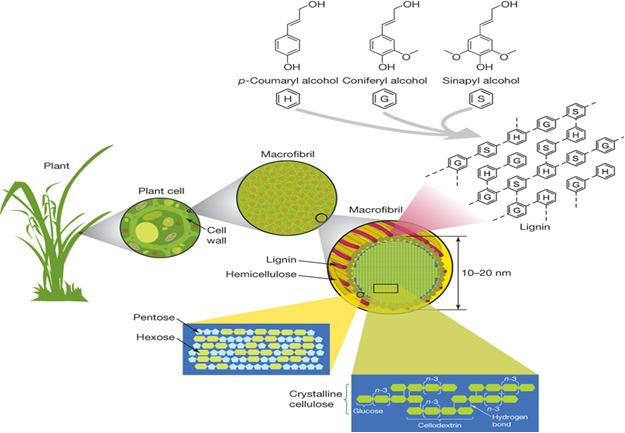 OH
OH
OH
O
OH
O
OH
O
OH
p-Coumaryl alcohol
Coniferyl alcohol
Sinapyl alcohol
H
G
S
S
G
H
S
H
G
S
S
G
H
G
H
S
H
G
H
G
H
Lignin
Plant
Plant cell
Cell
wall
Macrofibril
Macrofibril
Lignin
Hemicellulose
10–20 nm
Pentose
Hexose
Crystalline
cellulose
n-3
n-3
n-3
Glucose
n-3
n-3
Cellodextrin
Hydrogen
bond